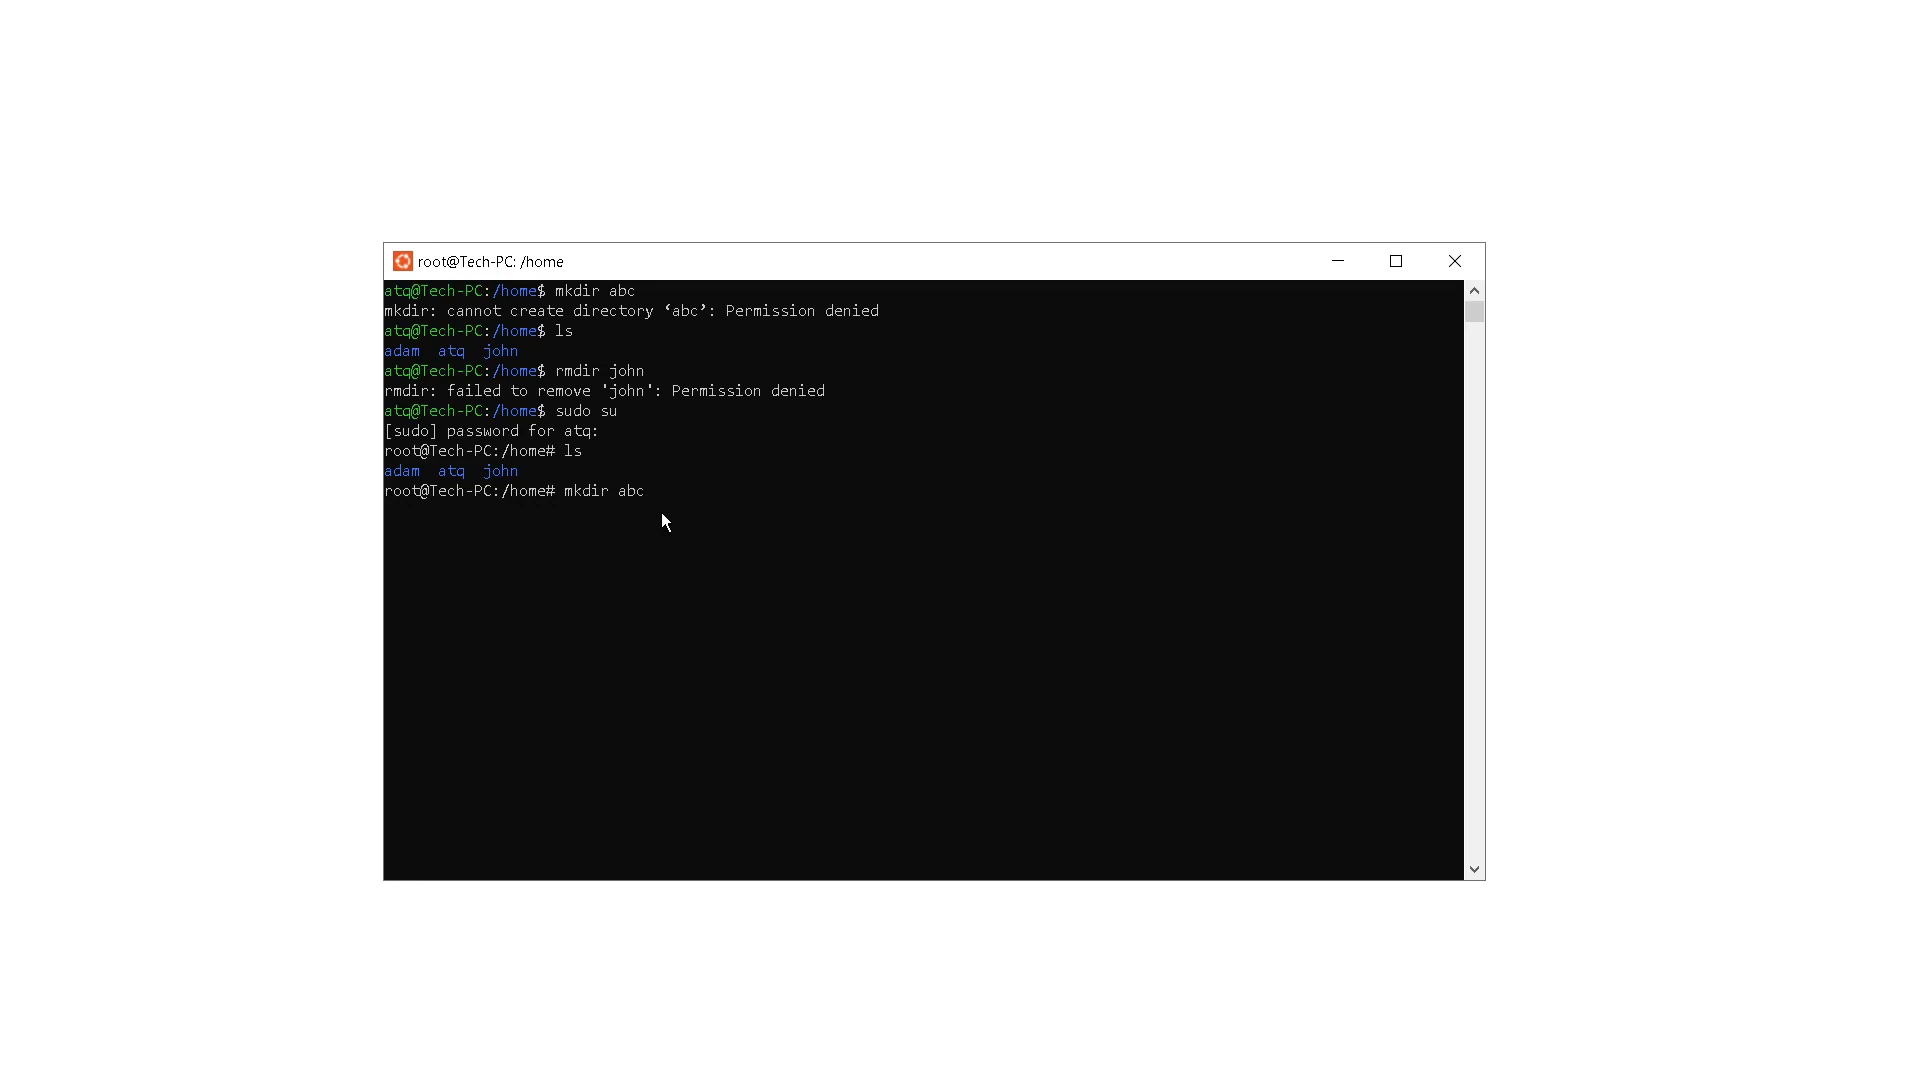 root@Tech-PC: /home
atq@Tech-PC:/home$ mkdir abc
mkdir: cannot create directory ‘abc’: Permission denied
atq@Tech-PC:/home$ ls
adam  atq  john
atq@Tech-PC:/home$ rmdir john
rmdir: failed to remove 'john': Permission denied
atq@Tech-PC:/home$ sudo su
[sudo] password for atq:
root@Tech-PC:/home# ls
adam  atq  john
root@Tech-PC:/home# mkdir abc